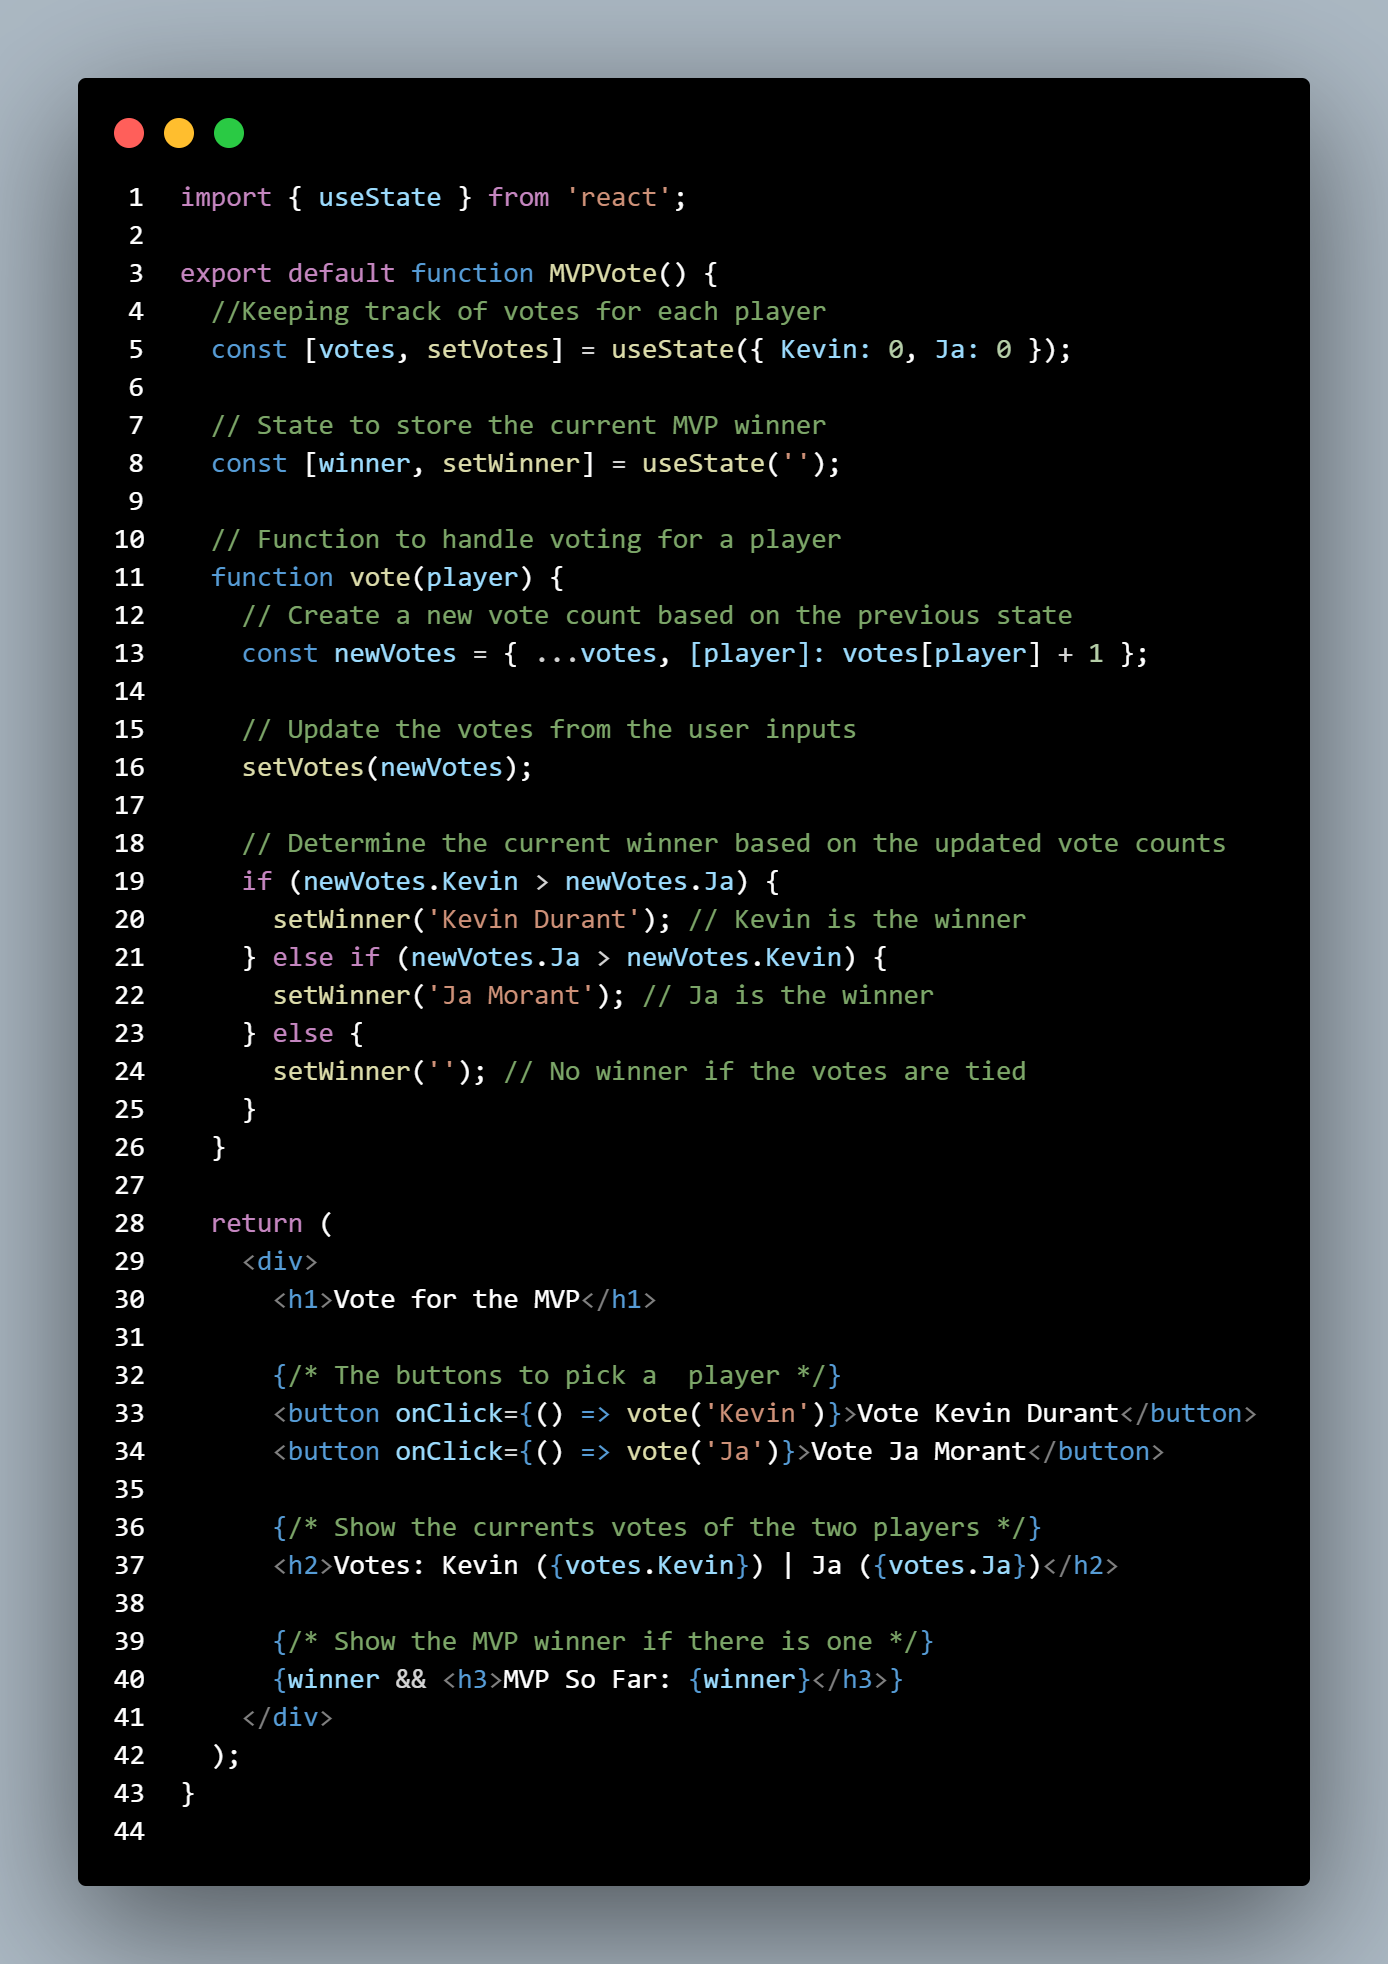 1 import { useState } from 'react';
2
3 export default function MVPVote() {
4   //Keeping track of votes for each player
5   const [votes, setVotes] = useState({ Kevin: 0, Ja: 0 });
6
7   // State to store the current MVP winner
8   const [winner, setWinner] = useState('');
9
10   // Function to handle voting for a player
11   function vote(player) {
12     // Create a new vote count based on the previous state
13     const newVotes = { ...votes, [player]: votes[player] + 1 };
14
15     // Update the votes from the user inputs
16     setVotes(newVotes);
17
18     // Determine the current winner based on the updated vote counts
19     if (newVotes.Kevin > newVotes.Ja) {
20       setWinner('Kevin Durant'); // Kevin is the winner
21     } else if (newVotes.Ja > newVotes.Kevin) {
22       setWinner('Ja Morant'); // Ja is the winner
23     } else {
24       setWinner(''); // No winner if the votes are tied
25     }
26   }
27
28   return (
29     <div>
30       <h1>Vote for the MVP</h1>
31
32       {/* The buttons to pick a  player */}
33       <button onClick={() => vote('Kevin')}>Vote Kevin Durant</button>
34       <button onClick={() => vote('Ja')}>Vote Ja Morant</button>
35
36       {/* Show the currents votes of the two players */}
37       <h2>Votes: Kevin ({votes.Kevin}) | Ja ({votes.Ja})</h2>
38
39       {/* Show the MVP winner if there is one */}
40       {winner && <h3>MVP So Far: {winner}</h3>}
41     </div>
42   );
43 }
44